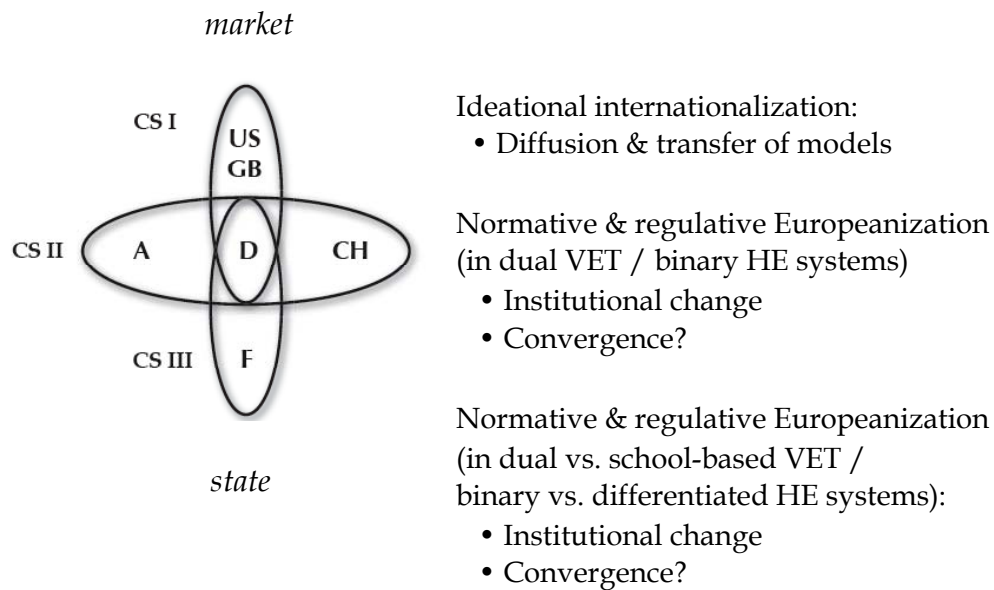 market
CS I
US
GB
CS II
A
D
CH
CS III
F
state
Ideational internationalization:
• Diffusion & transfer of models
Normative & regulative Europeanization
(in dual VET / binary HE systems)
• Institutional change
• Convergence?
Normative & regulative Europeanization
(in dual vs. school-based VET /
binary vs. differentiated HE systems):
• Institutional change
• Convergence?